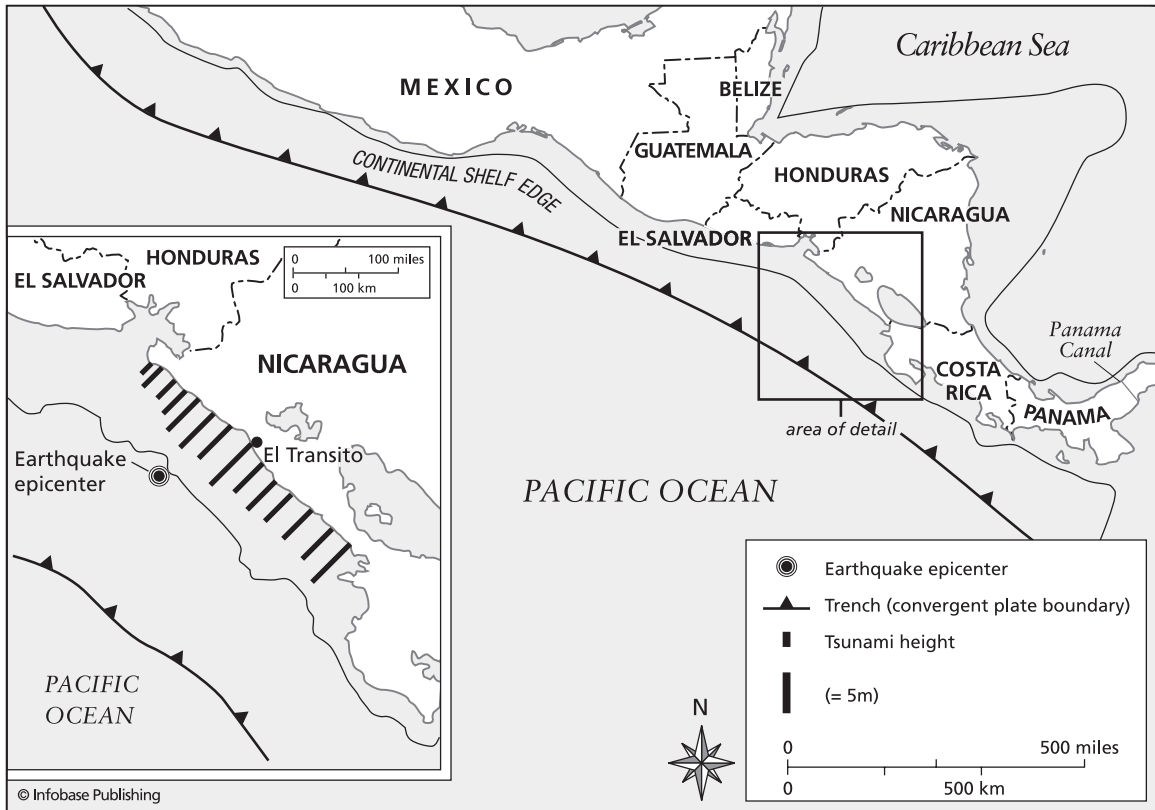 Caribbean Sea
MEXICO
BELIZE
GUATEMALA
HONDURAS
CONTINENTAL SHELF EDGE
NICARAGUA
EL SALVADOR
Panama
Canal
COSTA
RICA
PANAMA
area of detail
PACIFIC OCEAN
HONDURAS
EL SALVADOR
0 100 miles
0 100 km
NICARAGUA
El Transito
Earthquake
epicenter
PACIFIC
OCEAN
N
Earthquake epicenter
Trench (convergent plate boundary)
Tsunami height
(= 5m)
0 500 miles
0 500 km
© Infobase Publishing